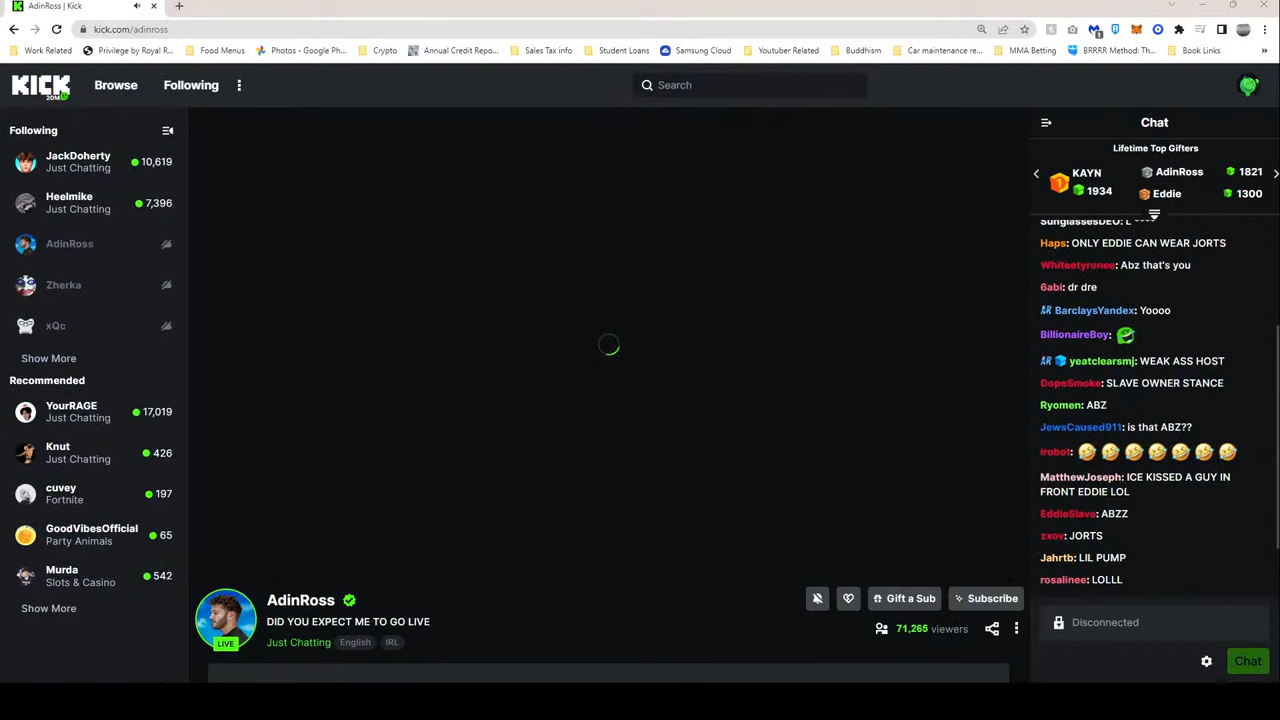 AdinRoss | Kick
kick.com/adinross
Work Related
Privilege by Royal R...
Food Menus
Photos - Google Ph...
Crypto
Annual Credit Repo...
Sales Tax info
Student Loans
Samsung Cloud
Youtuber Related
Buddhism
Car maintenance re...
MMA Betting
BRRRR Method: Th...
Book Links
KICK
20M
Browse
Following
Search
Following
JackDoherty
10,619
Just Chatting
Heelmike
7,396
Just Chatting
AdinRoss
Zherka
xQc
Show More
Recommended
YourRAGE
17,019
Just Chatting
Knut
426
Just Chatting
cuvey
197
Fortnite
GoodVibesOfficial
65
Party Animals
Murda
542
Slots & Casino
Show More
AdinRoss
DID YOU EXPECT ME TO GO LIVE
Just Chatting English IRL
LIVE
Gift a Sub
Subscribe
71,265 viewers
Chat
Lifetime Top Gifters
1 KAYN
1934
AdinRoss 1821
Eddie 1300
SunglassesDEO: L
Haps: ONLY EDDIE CAN WEAR JORTS
Whiteetyronee: Abz that's you
6abi: dr dre
AR BarclaysYandex: Yoooo
BillionaireBoy:
AR yeatclearsmj: WEAK ASS HOST
DopeSmoke: SLAVE OWNER STANCE
Ryomen: ABZ
JewsCaused911: is that ABZ??
irobot:
MatthewJoseph: ICE KISSED A GUY IN
FRONT EDDIE LOL
EddieSlave: ABZZ
zxov: JORTS
Jahrtb: LIL PUMP
rosalinee: LOLLL
Disconnected
Chat